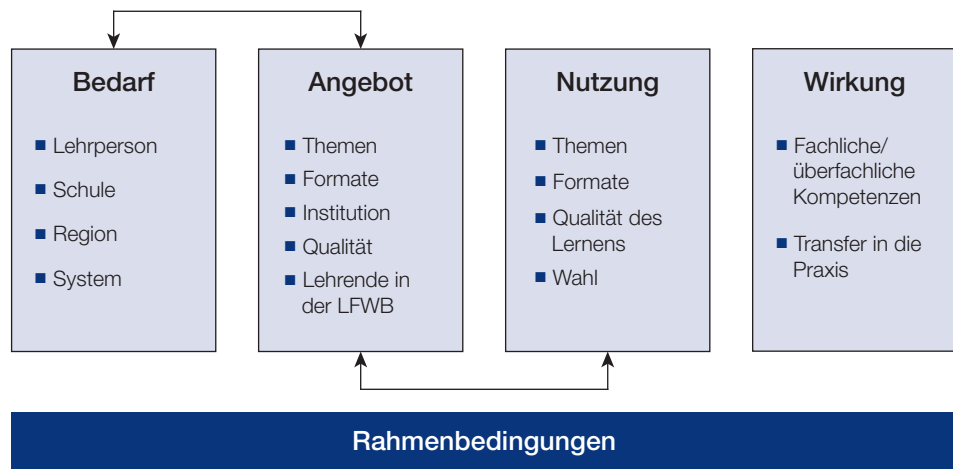 Bedarf
■ Lehrperson
■ Schule
■ Region
■ System
Angebot
■ Themen
■ Formate
■ Institution
■ Qualität
■ Lehrende in
der LFWB
Nutzung
■ Themen
■ Formate
■ Qualität des
Lernens
■ Wahl
Wirkung
■ Fachliche/
überfachliche
Kompetenzen
■ Transfer in die
Praxis
Rahmenbedingungen